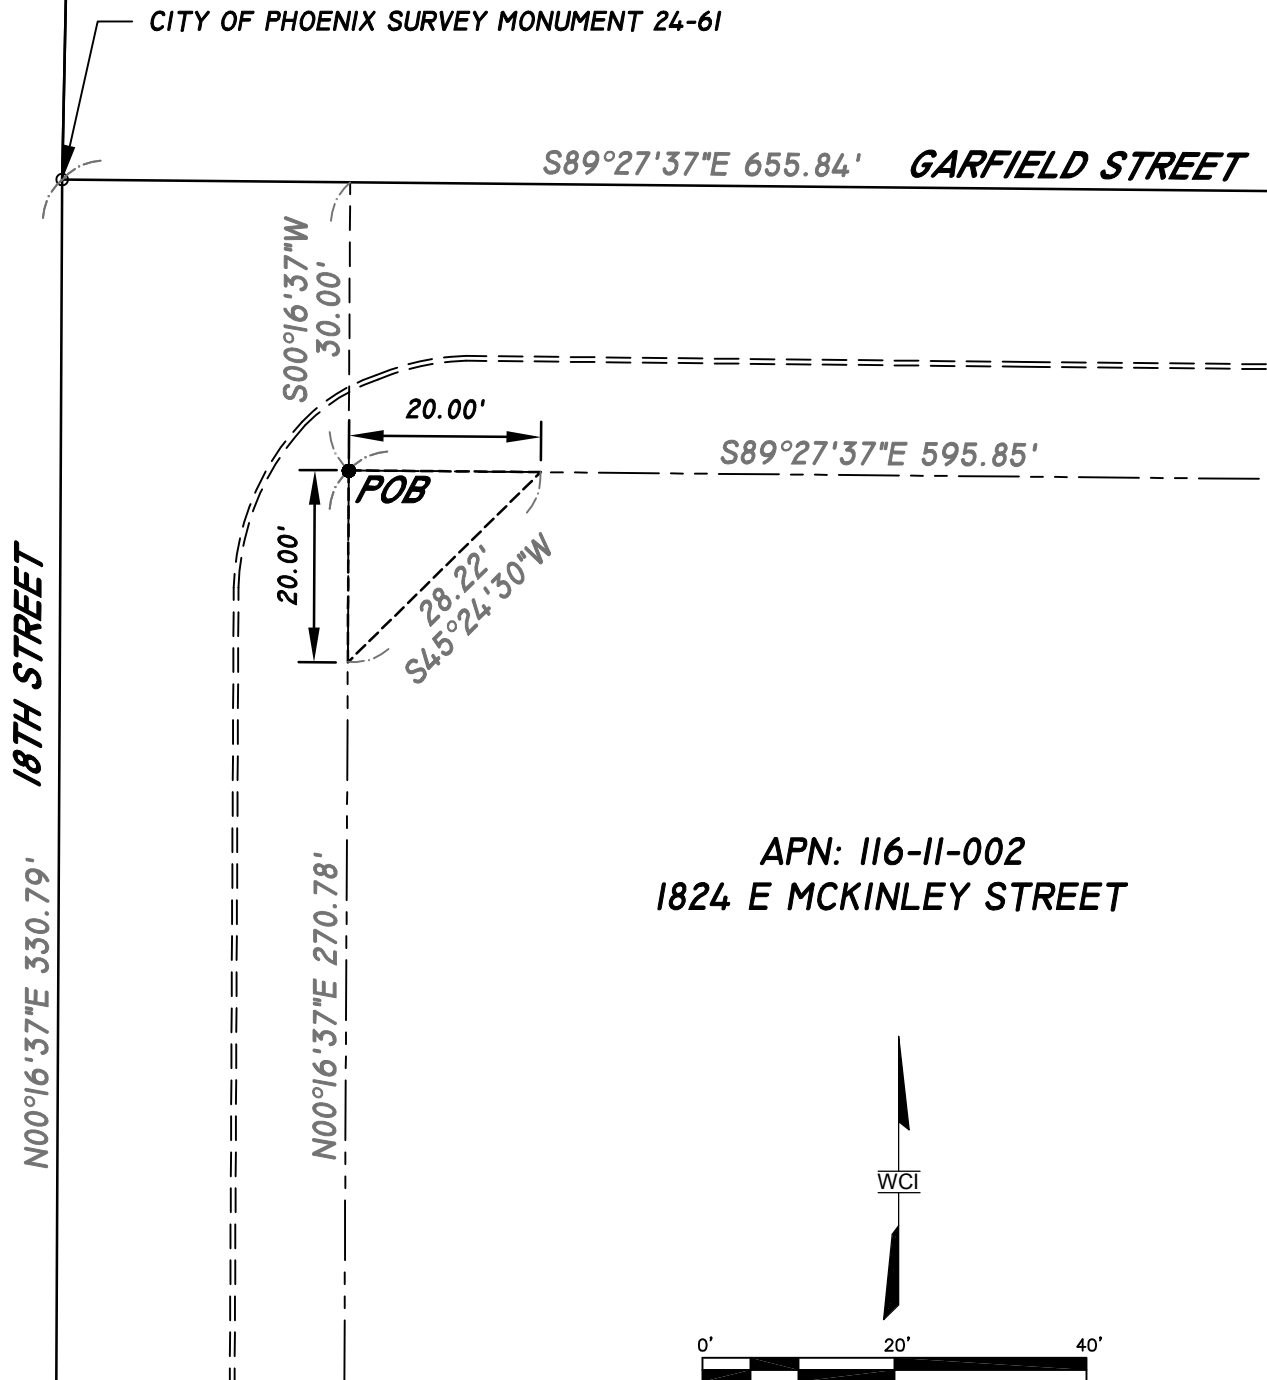 CITY OF PHOENIX SURVEY MONUMENT 24-61
S89°27'37"E 655.84'
GARFIELD STREET
S00°16'37"W
30.00'
20.00'
S89°27'37"E 595.85'
POB
20.00'
28.22'
S45°24'30"W
18TH STREET
N00°16'37"E 330.79'
N00°16'37"E 270.78'
APN: 116-11-002
1824 E MCKINLEY STREET
WCI
0' 20' 40'